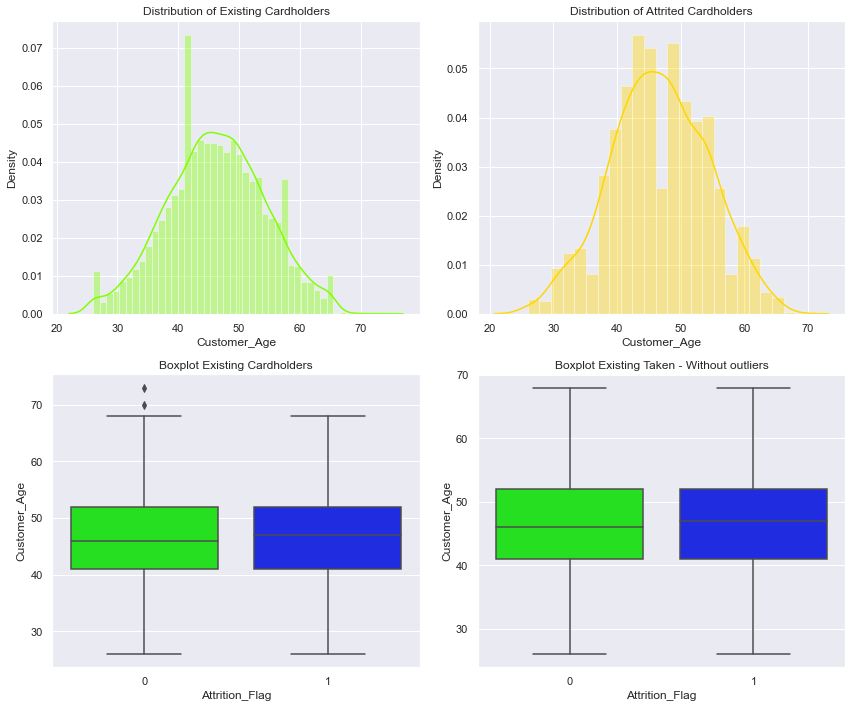 Distribution of Existing Cardholders
Density
0.07
0.06
0.05
0.04
0.03
0.02
0.01
0.00
20 30 40 50 60 70
Customer_Age
Distribution of Attrited Cardholders
Density
0.05
0.04
0.03
0.02
0.01
0.00
20 30 40 50 60 70
Customer_Age
Boxplot Existing Cardholders
Customer_Age
70
60
50
40
30
0 1
Attrition_Flag
Boxplot Existing Taken - Without outliers
Customer_Age
70
60
50
40
30
0 1
Attrition_Flag